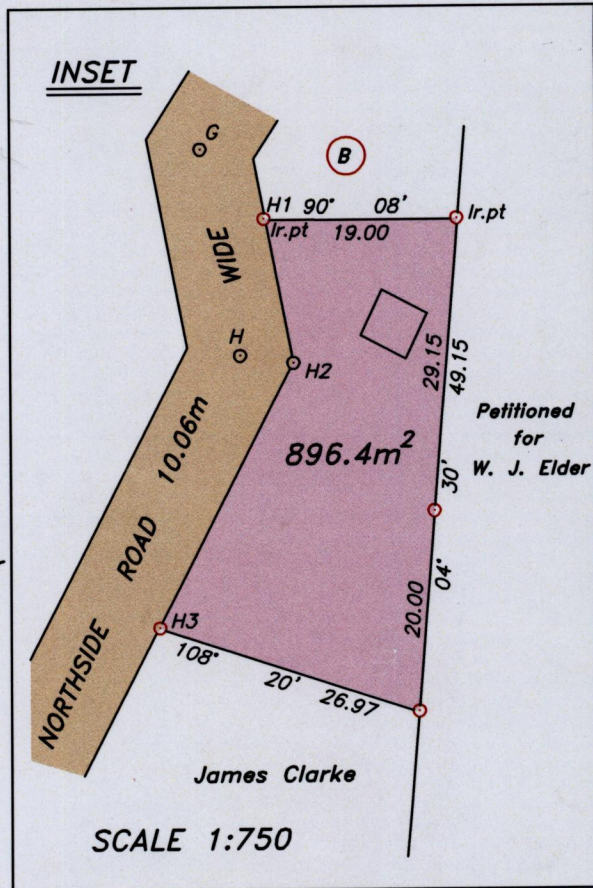 INSET
G
B
H1 90° 08' Ir.pt
Ir.pt 19.00
WIDE
H
H2
29.15
49.15
Petitioned
for
W. J. Elder
896.4m²
30'
04°
20.00
NORTHSIDE ROAD 10.06m
H3
108° 20' 26.97
James Clarke
SCALE 1:750